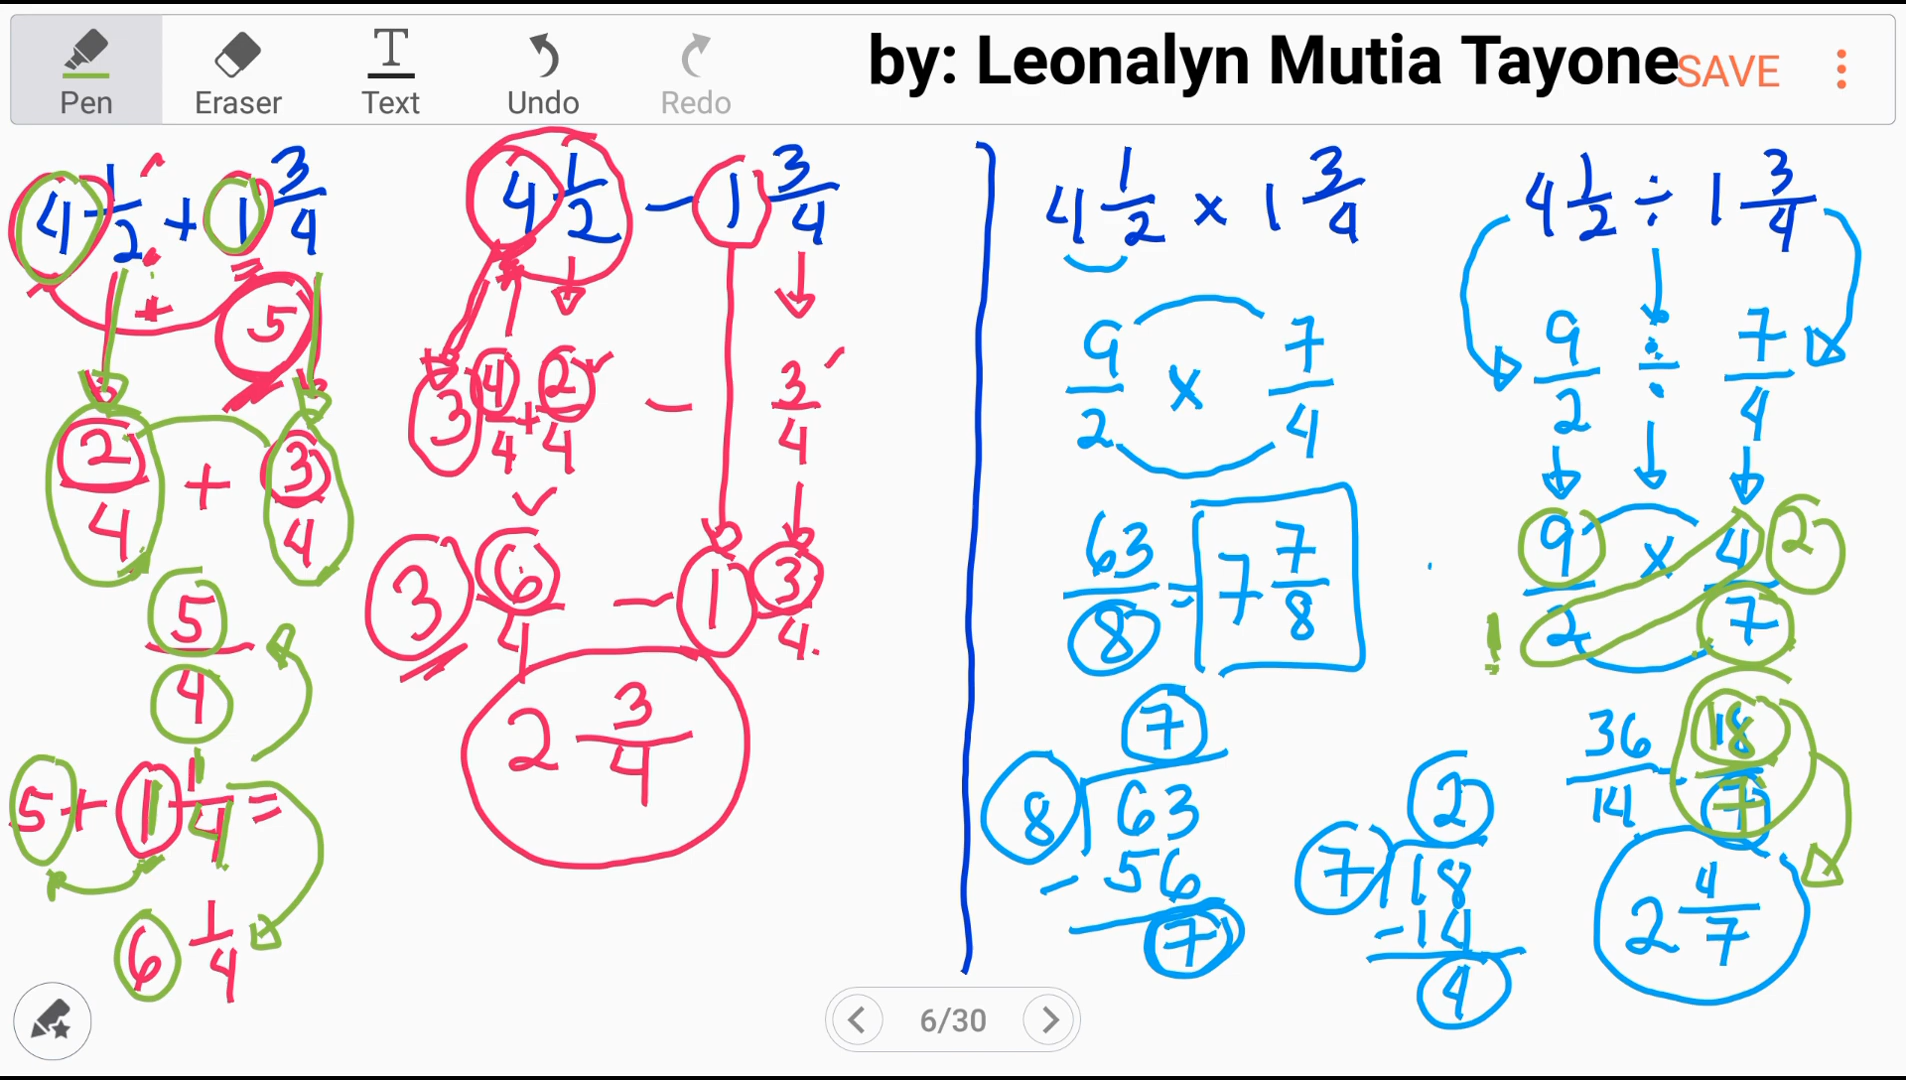 Pen Eraser Text Undo Redo by: Leonalyn Mutia Tayone SAVE
4 1/2 + 1 3/4
+ = 5
2/4 + 3/4
5/4
5 + 1 1/4 =
6 1/4
4 1/2 - 1 3/4
3 4/4 + 2/4 - 3/4
3 6/4 - 1 3/4
2 3/4
4 1/2 x 1 3/4
9/2 x 7/4
63/8 = 7 7/8
7
8 63
- 56
7
4 1/2 ÷ 1 3/4
9/2 ÷ 7/4
9/2 x 4/7
2
1
36/14 = 18/7
2
7 18
-14
4
2 4/7
6/30